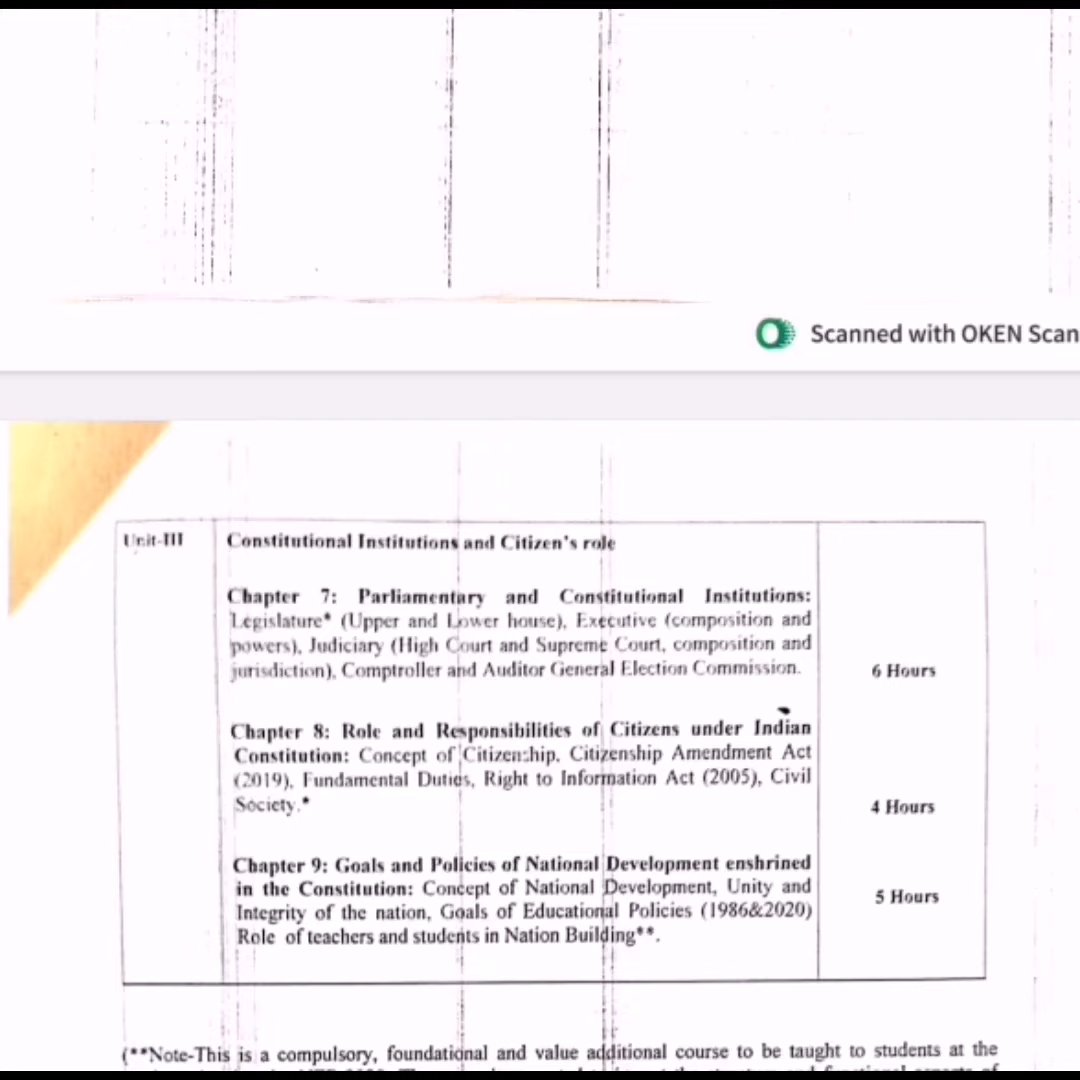 Scanned with OKEN Scan
Unit-III
Constitutional Institutions and Citizen's role
Chapter 7: Parliamentary and Constitutional Institutions:
Legislature* (Upper and Lower house), Executive (composition and
powers), Judiciary (High Court and Supreme Court, composition and
jurisdiction), Comptroller and Auditor General Election Commission.
6 Hours
Chapter 8: Role and Responsibilities of Citizens under Indian
Constitution: Concept of Citizenship, Citizenship Amendment Act
(2019), Fundamental Duties, Right to Information Act (2005), Civil
Society.*
4 Hours
Chapter 9: Goals and Policies of National Development enshrined
in the Constitution: Concept of National Development, Unity and
Integrity of the nation, Goals of Educational Policies (1986&2020)
Role of teachers and students in Nation Building**.
5 Hours
(**Note-This is a compulsory, foundational and value additional course to be taught to students at the